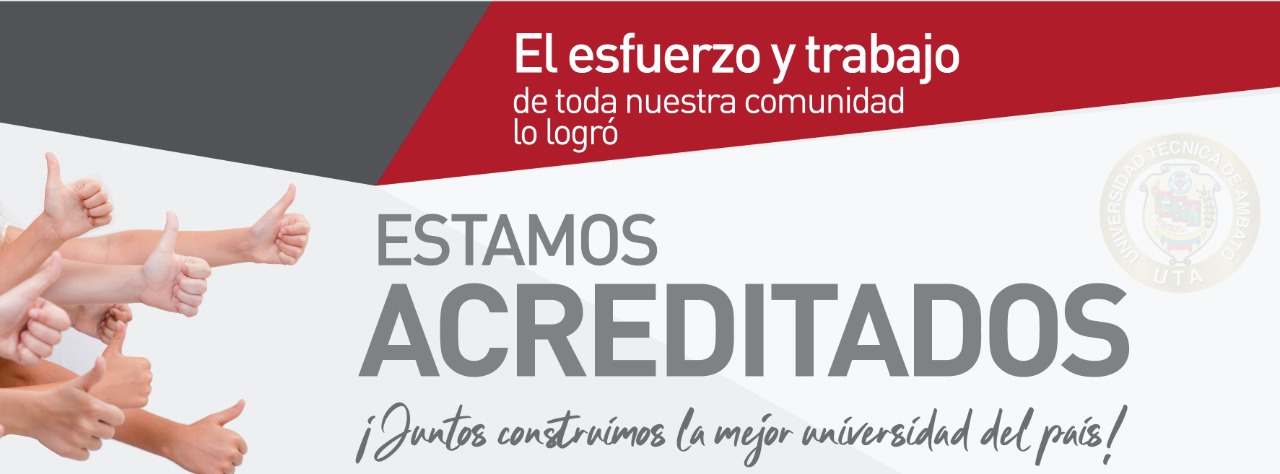 El esfuerzo y trabajo
de toda nuestra comunidad
lo logró
UNIVERSIDAD TECNICA DE AMBATO
UTA
ESTAMOS
ACREDITADOS
¡Juntos construimos la mejor universidad del país!